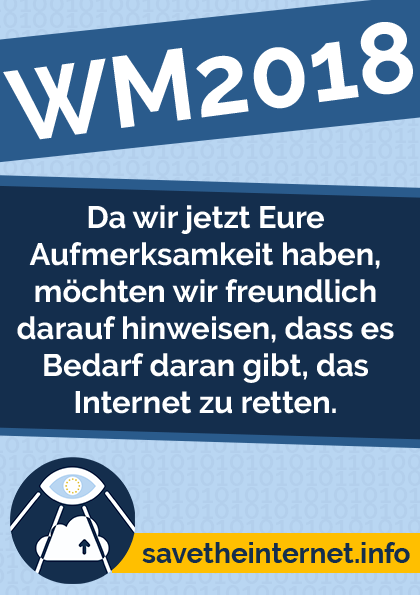 WM2018
Da wir jetzt Eure
Aufmerksamkeit haben,
möchten wir freundlich
darauf hinweisen, dass es
Bedarf daran gibt, das
Internet zu retten.
savetheinternet.info